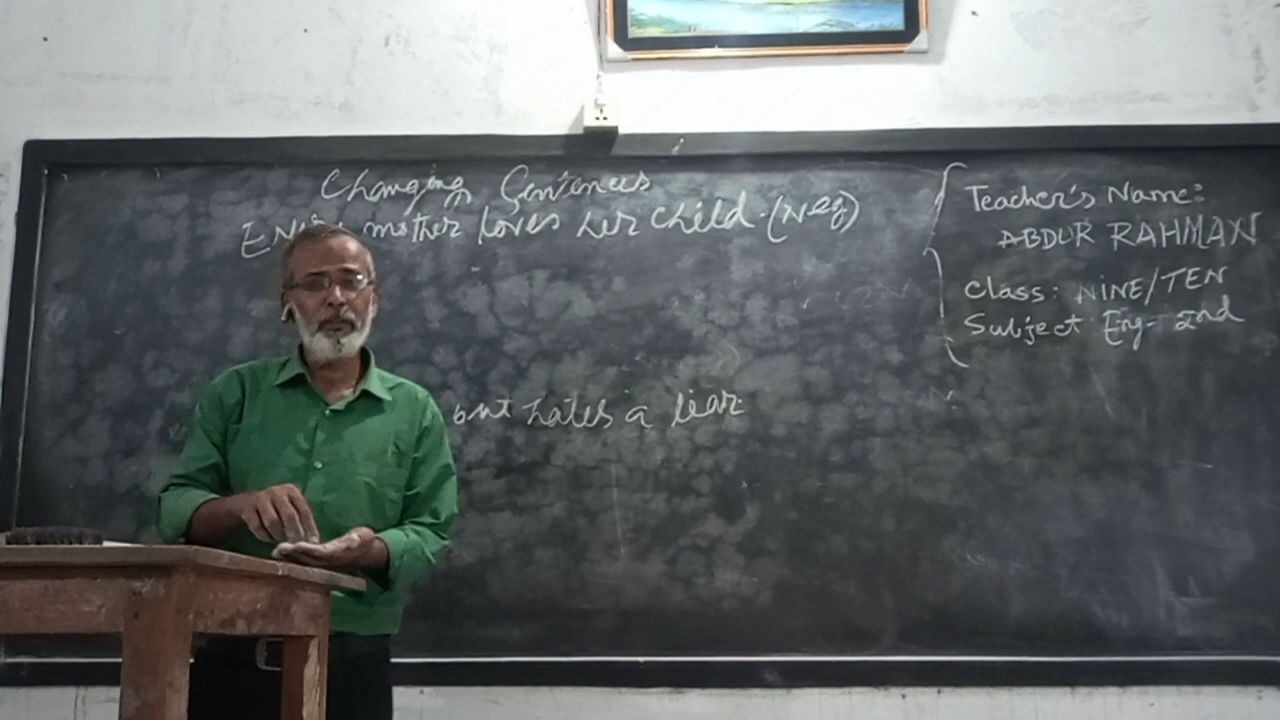 Changing Sentences
mother loves her child. (Neg)
but hates a liar.
Teacher's Name:
ABDUR RAHMAN
Class: NINE/TEN
Subject Eng- 2nd